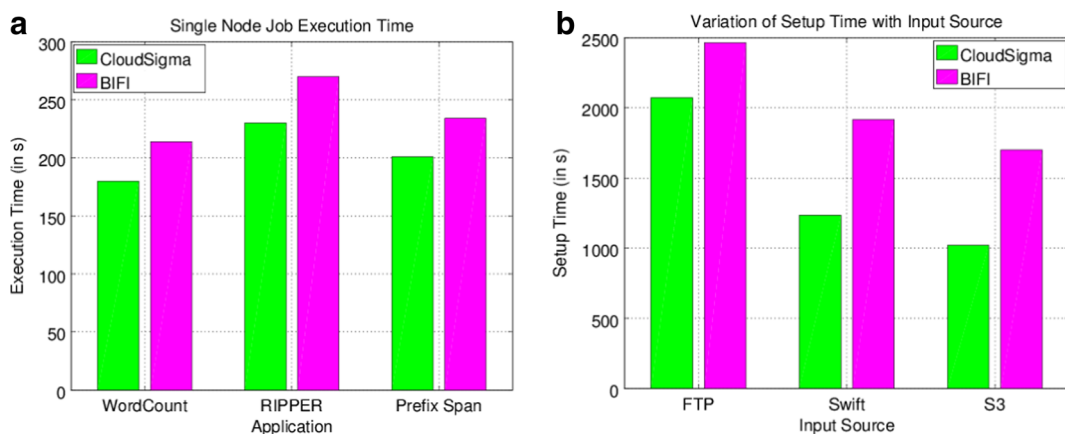 a
Single Node Job Execution Time
300
250
200
150
100
50
0
Execution Time (in s)
CloudSigma
BIFI
WordCount
RIPPER
Prefix Span
Application
b
Variation of Setup Time with Input Source
2500
2000
1500
1000
500
0
Setup Time (in s)
CloudSigma
BIFI
FTP
Swift
S3
Input Source